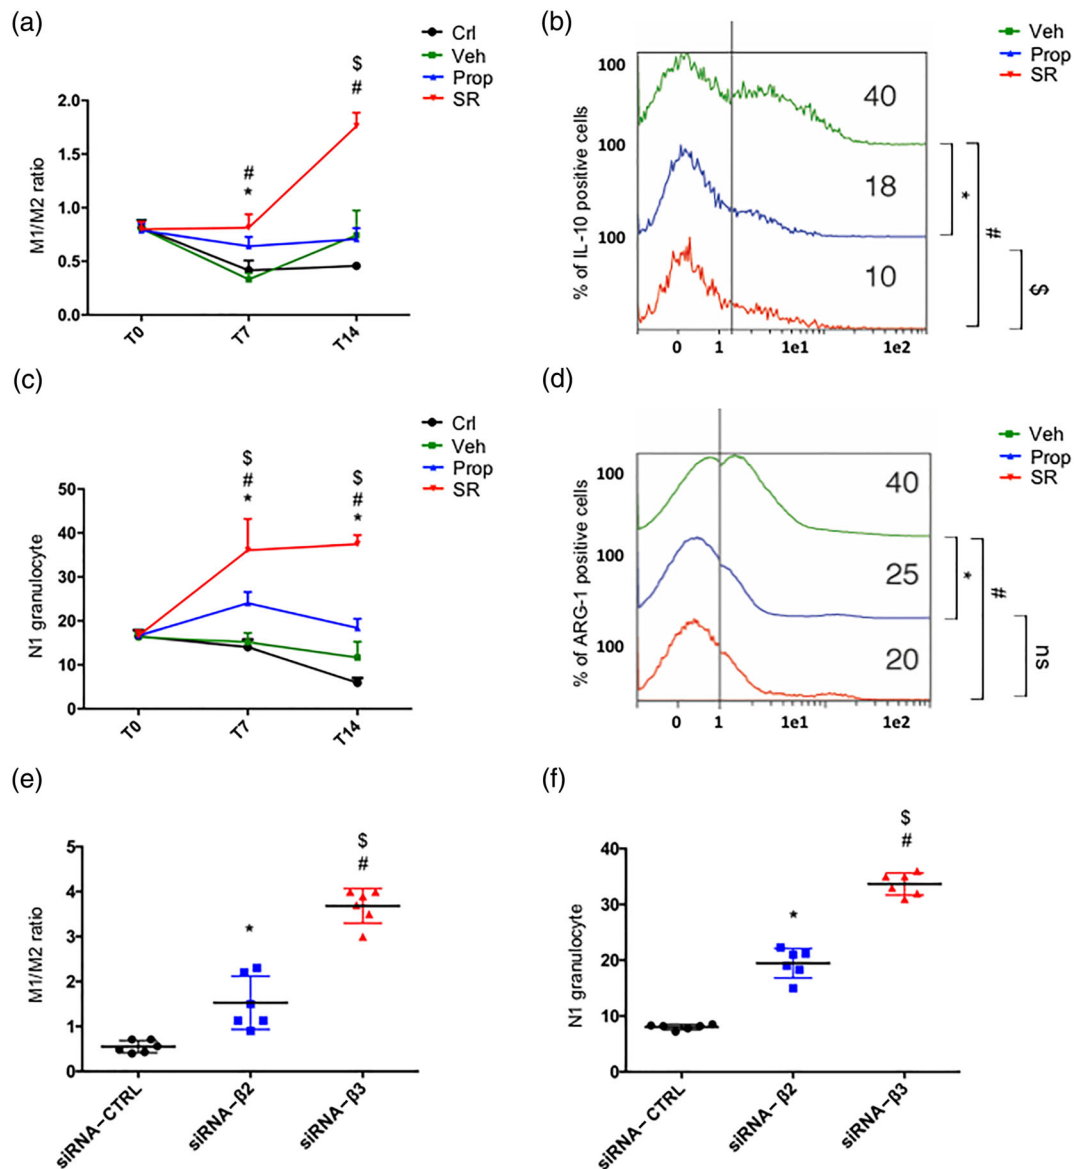 (a)
Crl
Veh
Prop
SR
$
#
#
*
M1/M2 ratio
2.0
1.5
1.0
0.5
0.0
T0
T7
T14
(b)
Veh
Prop
SR
% of IL-10 positive cells
100
40
100
18
100
10
*
#
$
0
1
1e1
1e2
(c)
Crl
Veh
Prop
SR
$
#
*
$
#
*
N1 granulocyte
50
40
30
20
10
0
T0
T7
T14
(d)
Veh
Prop
SR
% of ARG-1 positive cells
100
40
100
25
100
20
*
#
ns
0
1
1e1
1e2
(e)
$
#
*
M1/M2 ratio
5
4
3
2
1
0
siRNA–CTRL
siRNA–β2
siRNA–β3
(f)
$
#
*
N1 granulocyte
40
30
20
10
0
siRNA–CTRL
siRNA–β2
siRNA–β3